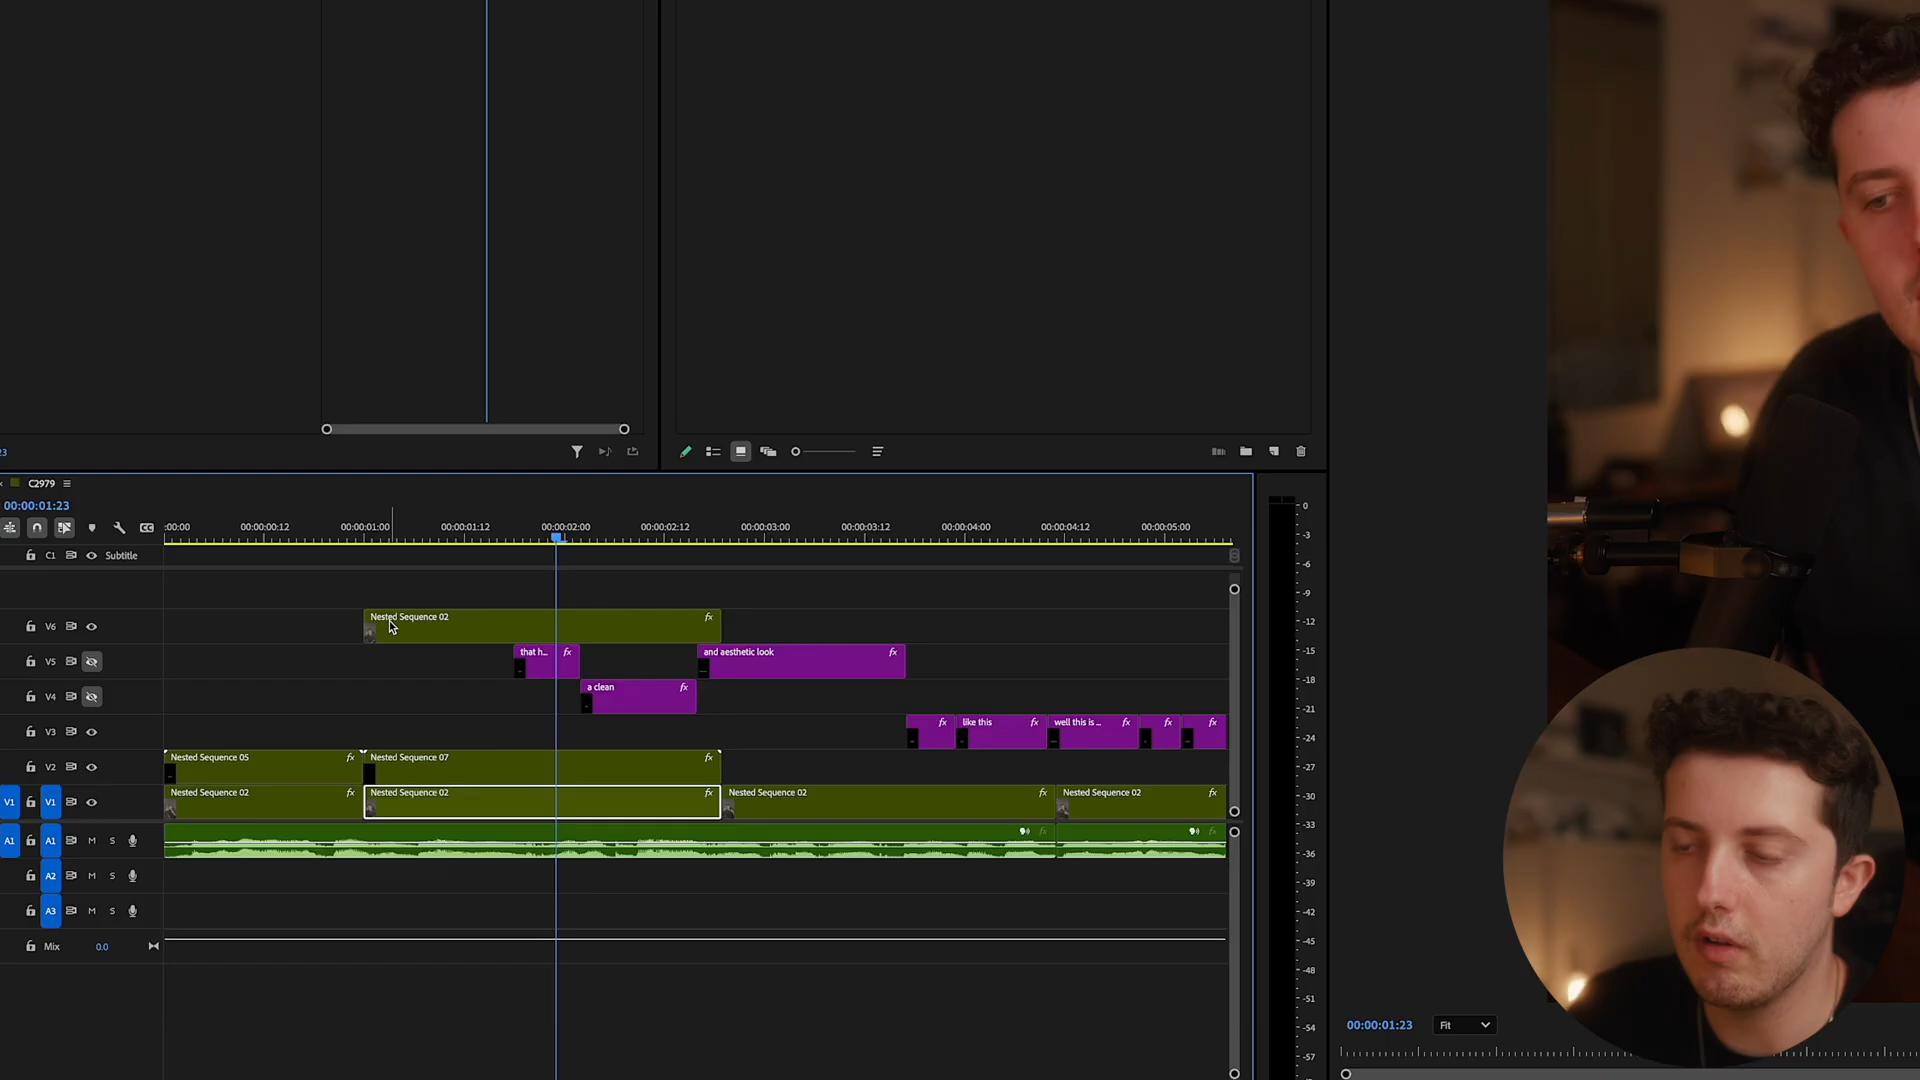 23
C2979
00:00:01:23
:00:00 00:00:00:12 00:00:01:00 00:00:01:12 00:00:02:00 00:00:02:12 00:00:03:00 00:00:03:12 00:00:04:00 00:00:04:12 00:00:05:00
C1 Subtitle
V6 Nested Sequence 02 fx
V5 that h... fx and aesthetic look fx
V4 a clean fx
V3 fx like this fx well this is ... fx fx fx
V2 Nested Sequence 05 fx Nested Sequence 07 fx
V1 V1 Nested Sequence 02 fx Nested Sequence 02 fx Nested Sequence 02 fx Nested Sequence 02 fx
A1 A1 M S fx fx
A2 M S
A3 M S
Mix 0.0
0
-3
-6
-9
-12
-15
-18
-21
-24
-27
-30
-33
-36
-39
-42
-45
-48
-51
-54
-57
00:00:01:23 Fit